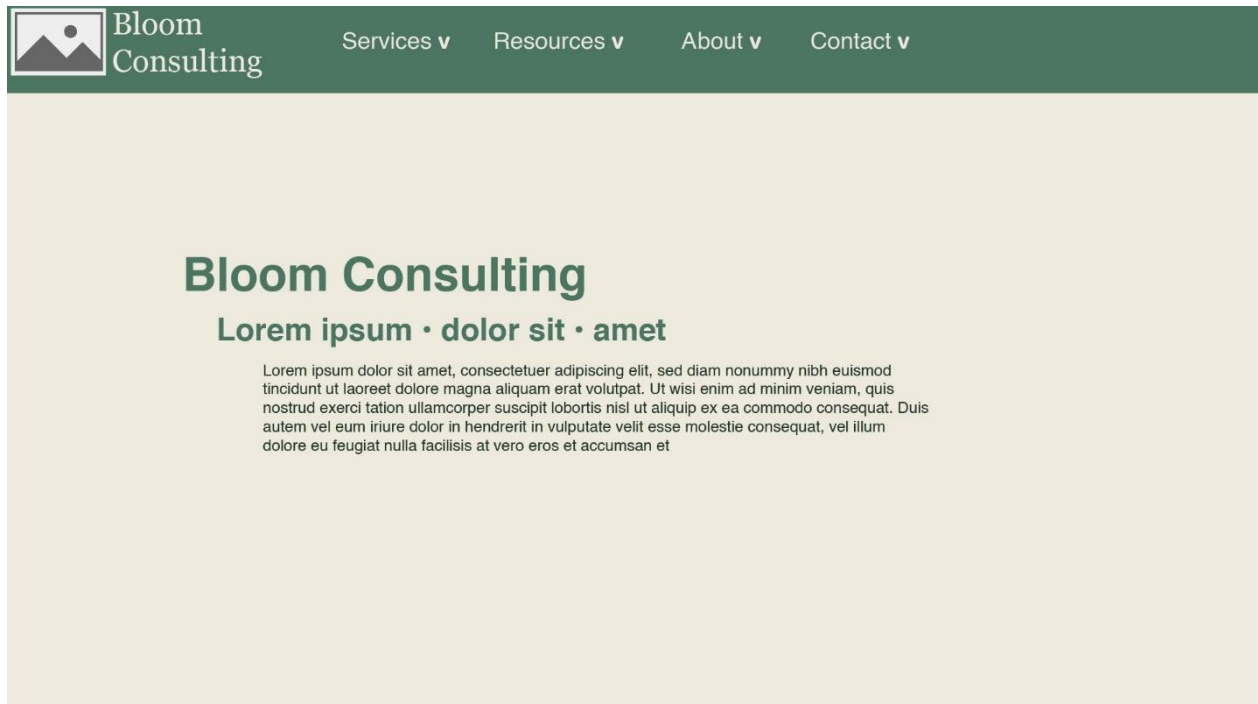 Bloom
Consulting
Services v
Resources v
About v
Contact v
Bloom Consulting
Lorem ipsum • dolor sit • amet
Lorem ipsum dolor sit amet, consectetuer adipiscing elit, sed diam nonummy nibh euismod
tincidunt ut laoreet dolore magna aliquam erat volutpat. Ut wisi enim ad minim veniam, quis
nostrud exerci tation ullamcorper suscipit lobortis nisl ut aliquip ex ea commodo consequat. Duis
autem vel eum iriure dolor in hendrerit in vulputate velit esse molestie consequat, vel illum
dolore eu feugiat nulla facilisis at vero eros et accumsan et